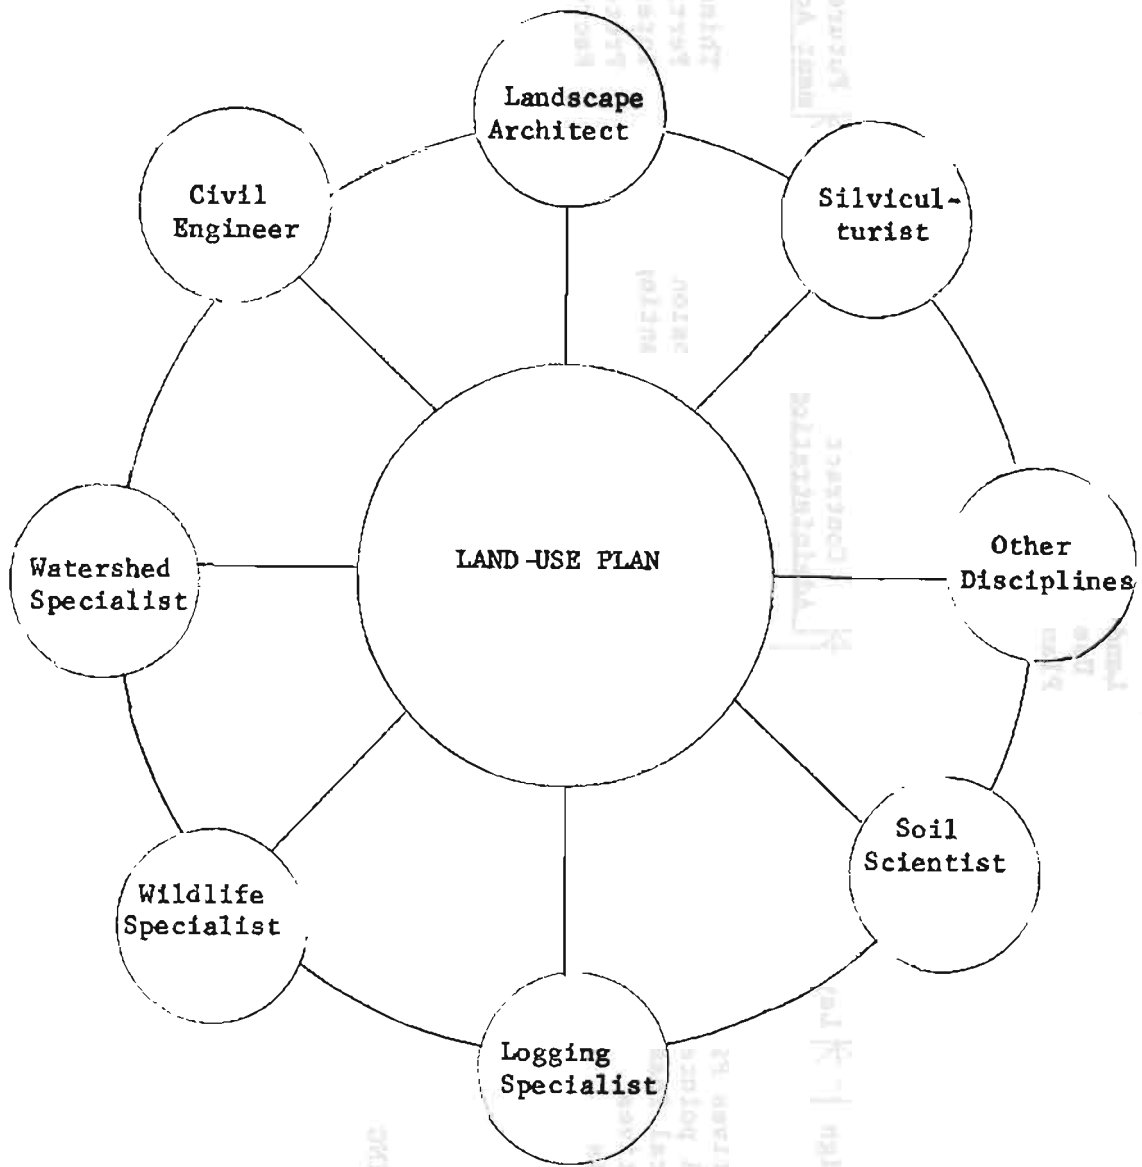 Landscape
Architect
Civil
Engineer
Silvicul-
turist
LAND-USE PLAN
Watershed
Specialist
Other
Disciplines
Wildlife
Specialist
Soil
Scientist
Logging
Specialist